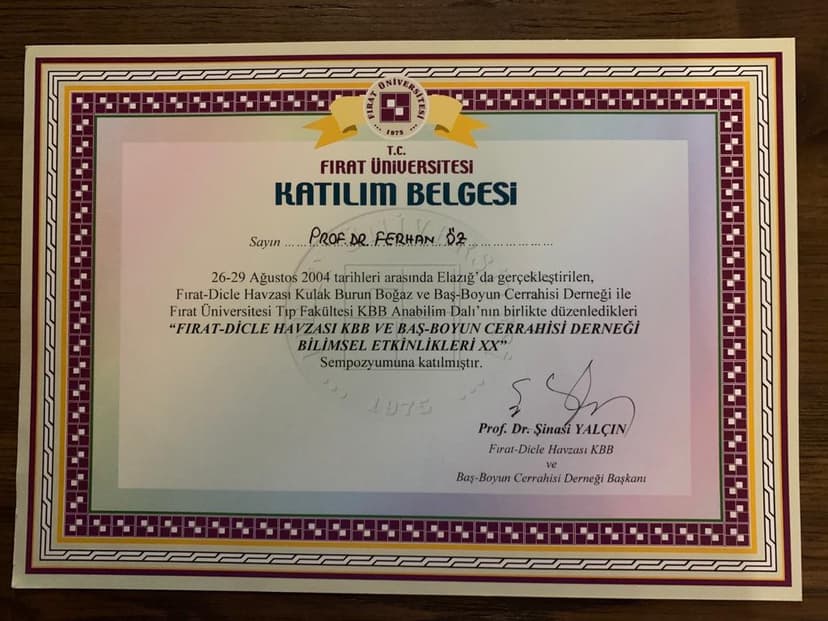 FIRAT ÜNİVERSİTESİ
1975
T.C.
FIRAT ÜNİVERSİTESİ
KATILIM BELGESİ
Sayın ...... PROF. DR. FERHAN ÖZ ......
26-29 Ağustos 2004 tarihleri arasında Elazığ'da gerçekleştirilen,
Fırat-Dicle Havzası Kulak Burun Boğaz ve Baş-Boyun Cerrahisi Derneği ile
Fırat Üniversitesi Tıp Fakültesi KBB Anabilim Dalı'nın birlikte düzenledikleri
“FIRAT-DİCLE HAVZASI KBB VE BAŞ-BOYUN CERRAHİSİ DERNEĞİ
BİLİMSEL ETKİNLİKLERİ XX”
Sempozyumuna katılmıştır.
1975
Prof. Dr. Şinasi YALÇIN
Fırat-Dicle Havzası KBB
ve
Baş-Boyun Cerrahisi Derneği Başkanı